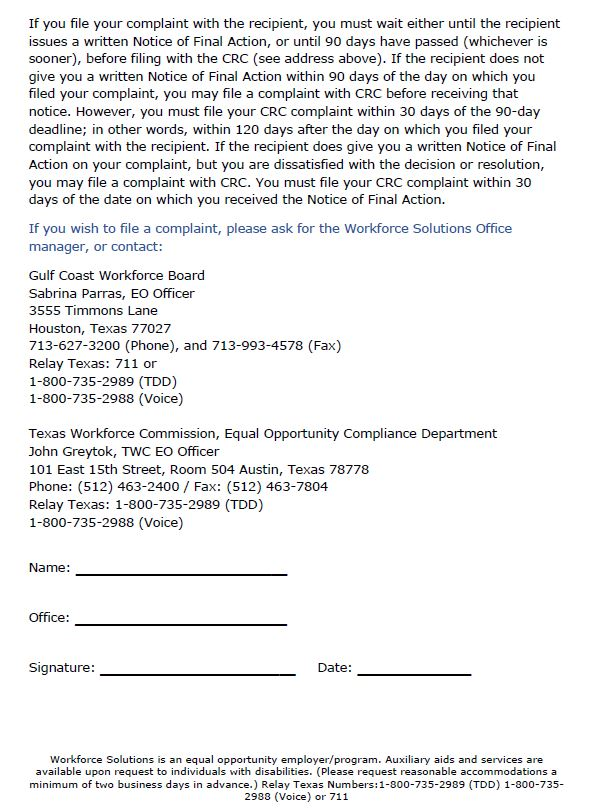 If you file your complaint with the recipient, you must wait either until the recipient
issues a written Notice of Final Action, or until 90 days have passed (whichever is
sooner), before filing with the CRC (see address above). If the recipient does not
give you a written Notice of Final Action within 90 days of the day on which you
filed your complaint, you may file a complaint with CRC before receiving that
notice. However, you must file your CRC complaint within 30 days of the 90-day
deadline; in other words, within 120 days after the day on which you filed your
complaint with the recipient. If the recipient does give you a written Notice of Final
Action on your complaint, but you are dissatisfied with the decision or resolution,
you may file a complaint with CRC. You must file your CRC complaint within 30
days of the date on which you received the Notice of Final Action.
If you wish to file a complaint, please ask for the Workforce Solutions Office
manager, or contact:
Gulf Coast Workforce Board
Sabrina Parras, EO Officer
3555 Timmons Lane
Houston, Texas 77027
713-627-3200 (Phone), and 713-993-4578 (Fax)
Relay Texas: 711 or
1-800-735-2989 (TDD)
1-800-735-2988 (Voice)
Texas Workforce Commission, Equal Opportunity Compliance Department
John Greytok, TWC EO Officer
101 East 15th Street, Room 504 Austin, Texas 78778
Phone: (512) 463-2400 / Fax: (512) 463-7804
Relay Texas: 1-800-735-2989 (TDD)
1-800-735-2988 (Voice)
Name:
Office:
Signature: Date:
Workforce Solutions is an equal opportunity employer/program. Auxiliary aids and services are
available upon request to individuals with disabilities. (Please request reasonable accommodations a
minimum of two business days in advance.) Relay Texas Numbers:1-800-735-2989 (TDD) 1-800-735-
2988 (Voice) or 711